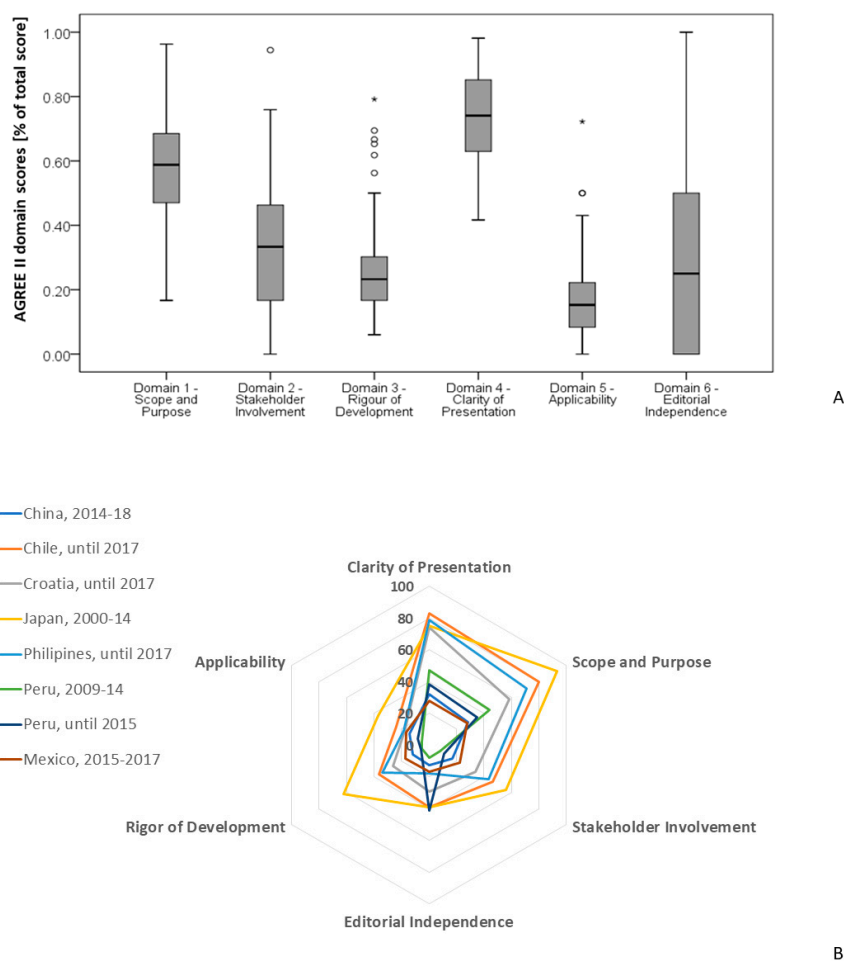 AGREE II domain scores [% of total score]
1.00
0.80
0.60
0.40
0.20
0.00
Domain 1 -
Scope and
Purpose
Domain 2 -
Stakeholder
Involvement
Domain 3 -
Rigour of
Development
Domain 4 -
Clarity of
Presentation
Domain 5 -
Applicability
Domain 6 -
Editorial
Independence
A
China, 2014-18
Chile, until 2017
Croatia, until 2017
Japan, 2000-14
Philipines, until 2017
Peru, 2009-14
Peru, until 2015
Mexico, 2015-2017
Clarity of Presentation
100
80
60
40
20
0
Scope and Purpose
Stakeholder Involvement
Editorial Independence
Rigor of Development
Applicability
B